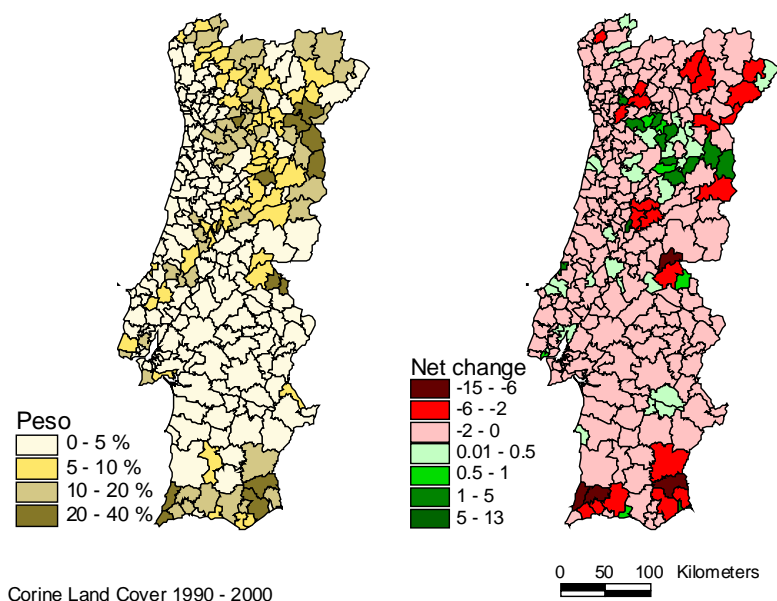 Peso
0 - 5 %
5 - 10 %
10 - 20 %
20 - 40 %
Net change
-15 - -6
-6 - -2
-2 - 0
0.01 - 0.5
0.5 - 1
1 - 5
5 - 13
Corine Land Cover 1990 - 2000
0 50 100 Kilometers